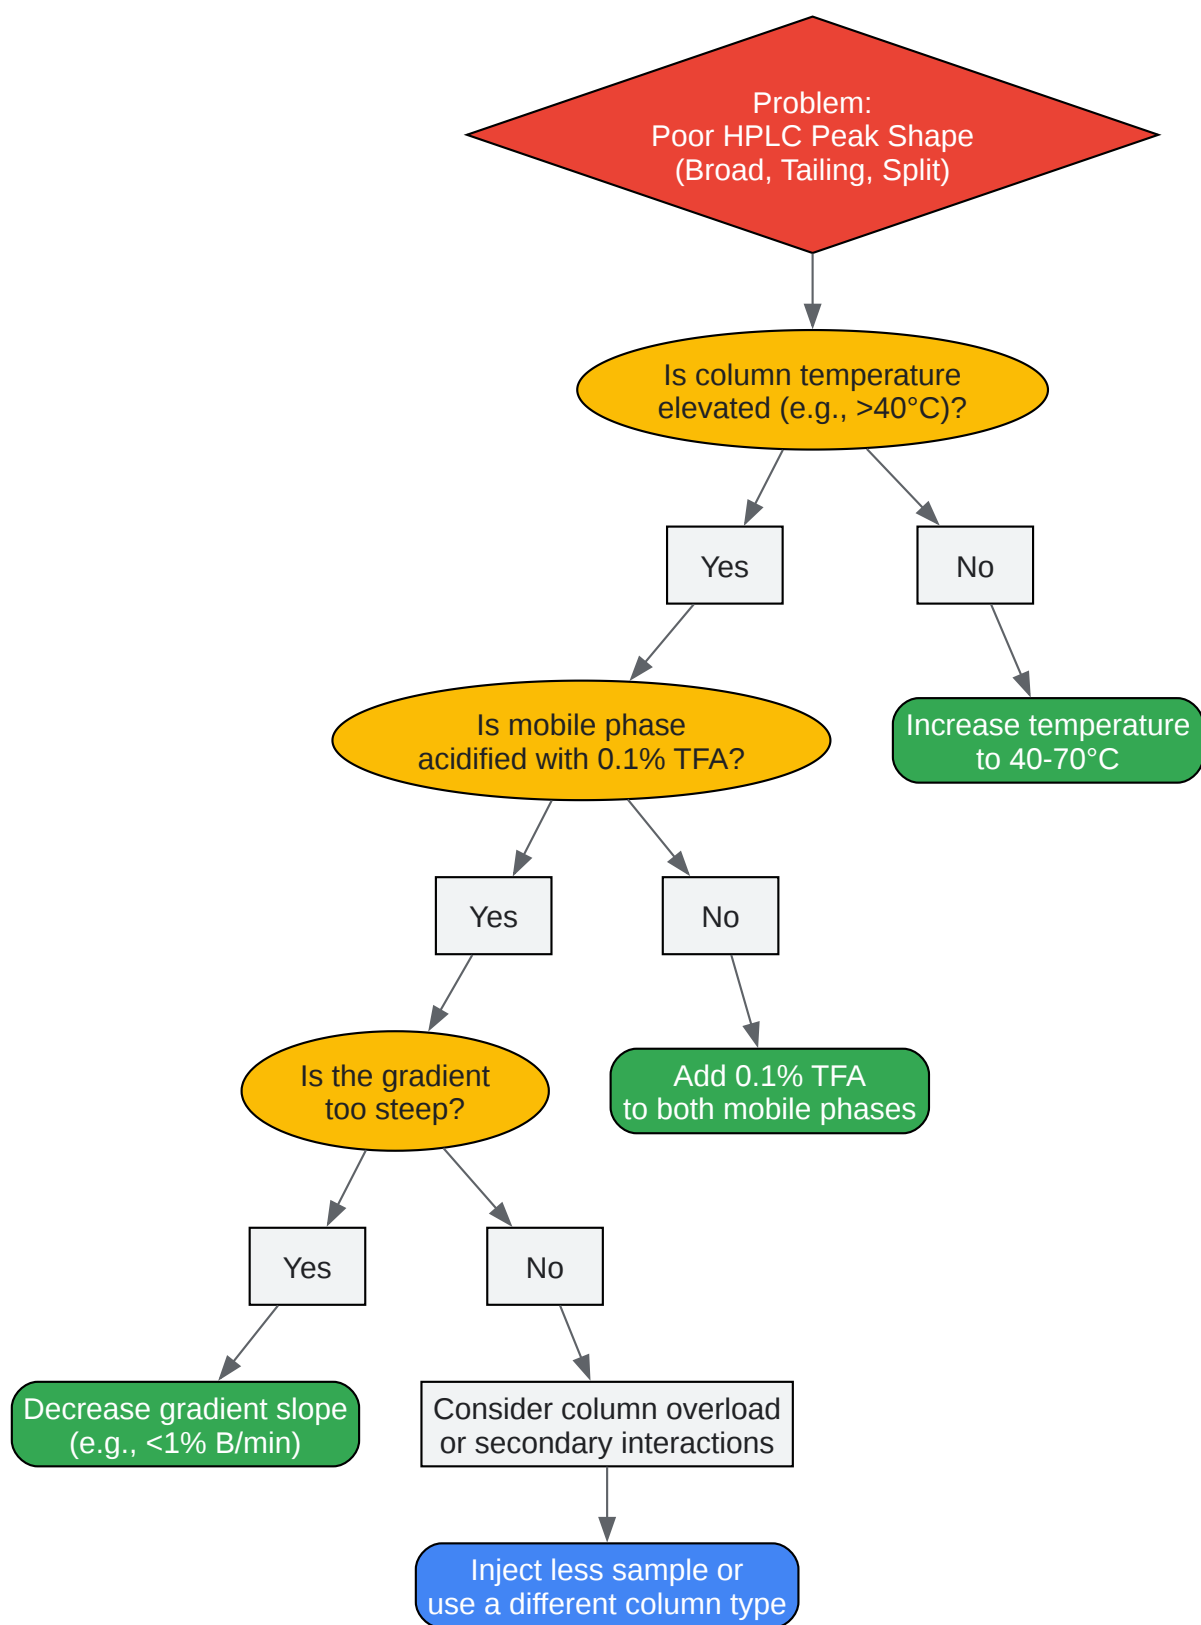 Problem:
Poor HPLC Peak Shape
(Broad, Tailing, Split)
Is column temperature
elevated (e.g., >40°C)?
Yes
No
Is mobile phase
acidified with 0.1% TFA?
Increase temperature
to 40-70°C
Yes
No
Is the gradient
too steep?
Add 0.1% TFA
to both mobile phases
Yes
No
Decrease gradient slope
(e.g., <1% B/min)
Consider column overload
or secondary interactions
Inject less sample or
use a different column type